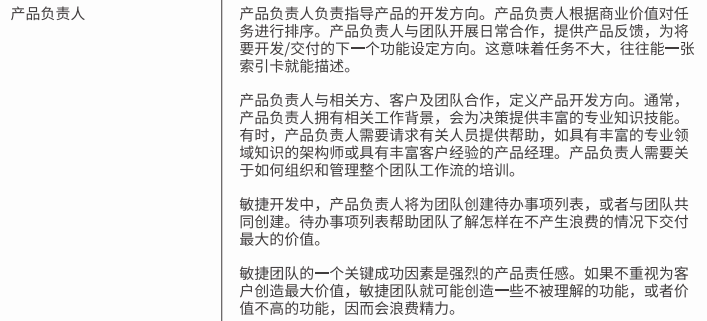 产品负责人
产品负责人负责指导产品的开发方向。产品负责人根据商业价值对任
务进行排序。产品负责人与团队开展日常合作，提供产品反馈，为将
要开发/交付的下一个功能设定方向。这意味着任务不大，往往能一张
索引卡就能描述。
产品负责人与相关方、客户及团队合作，定义产品开发方向。通常，
产品负责人拥有相关工作背景，会为决策提供丰富的专业知识技能。
有时，产品负责人需要请求有关人员提供帮助，如具有丰富的专业领
域知识的架构师或具有丰富客户经验的产品经理。产品负责人需要关
于如何组织和管理整个团队工作流的培训。
敏捷开发中，产品负责人将为团队创建待办事项列表，或者与团队共
同创建。待办事项列表帮助团队了解怎样在不产生浪费的情况下交付
最大的价值。
敏捷团队的一个关键成功因素是强烈的产品责任感。如果不重视为客
户创造最大价值，敏捷团队就可能创造一些不被理解的功能，或者价
值不高的功能，因而会浪费精力。